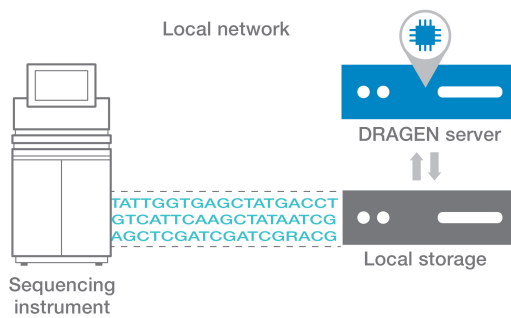 Local network
DRAGEN server
TATTGGTGAGCTATGACCT
GTCATTCAAGCTATAATCG
AGCTCGATCGATCGRACG
Local storage
Sequencing
instrument